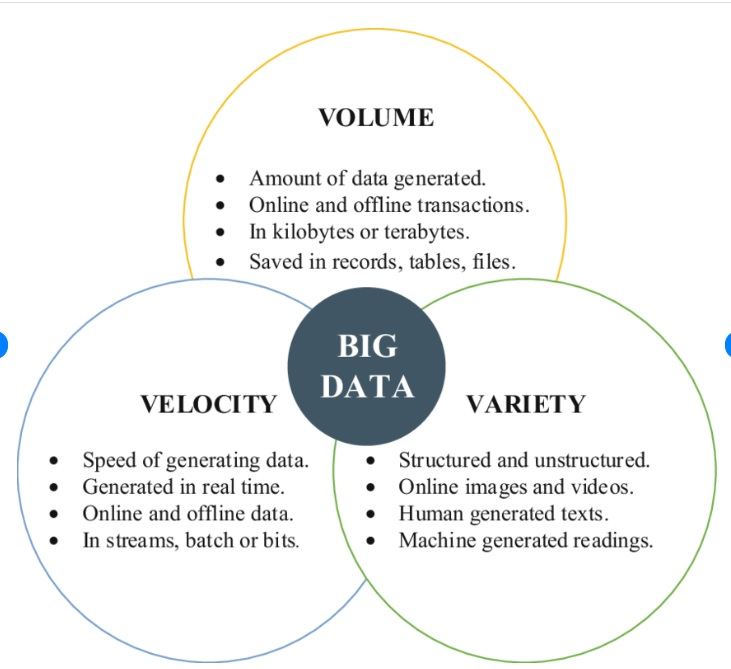 VOLUME
• Amount of data generated.
• Online and offline transactions.
• In kilobytes or terabytes.
• Saved in records, tables, files.
BIG
DATA
VELOCITY
• Speed of generating data.
• Generated in real time.
• Online and offline data.
• In streams, batch or bits.
VARIETY
• Structured and unstructured.
• Online images and videos.
• Human generated texts.
• Machine generated readings.